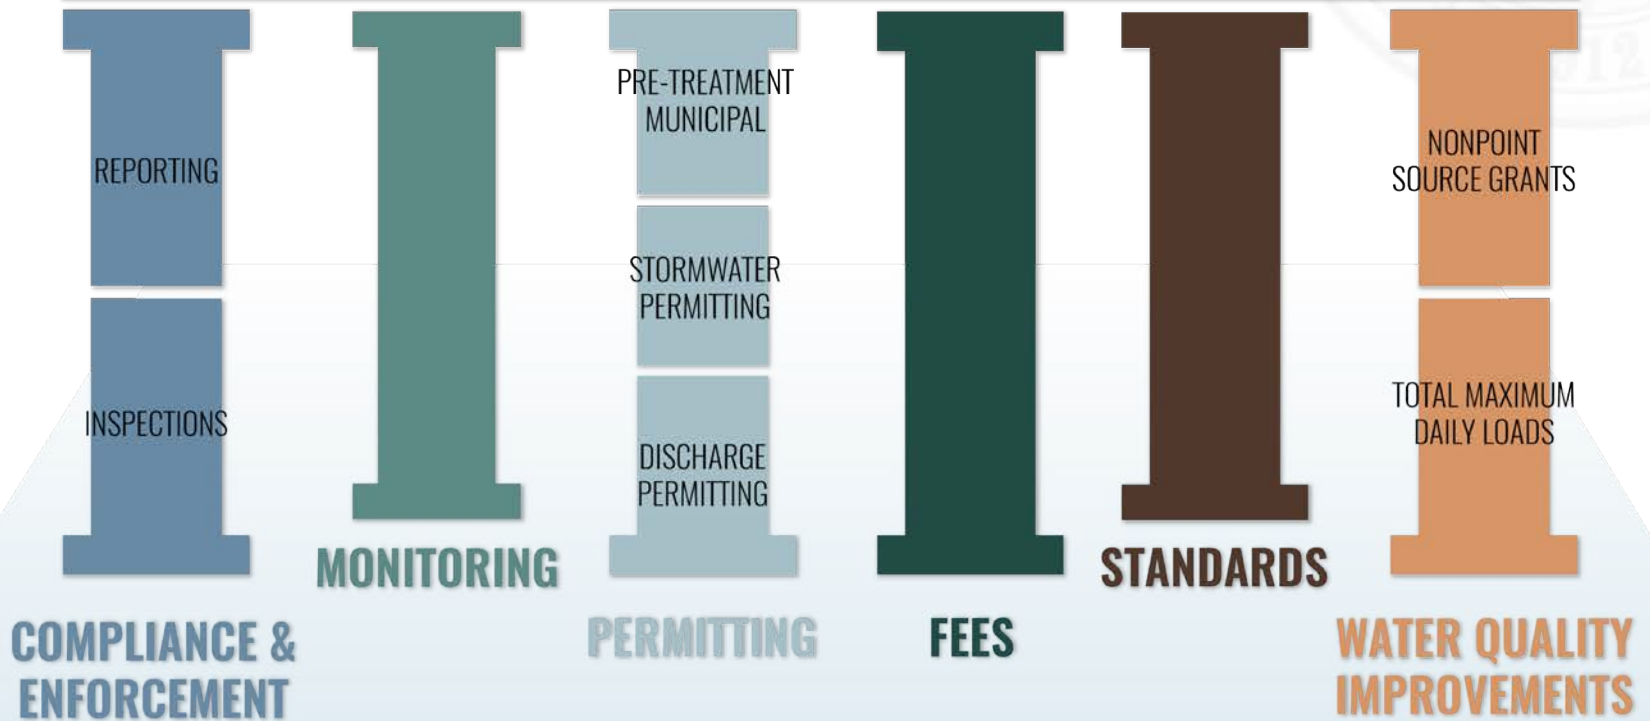 REPORTING
INSPECTIONS
COMPLIANCE &
ENFORCEMENT
MONITORING
PRE-TREATMENT
MUNICIPAL
STORMWATER
PERMITTING
DISCHARGE
PERMITTING
PERMITTING
FEES
STANDARDS
NONPOINT
SOURCE GRANTS
TOTAL MAXIMUM
DAILY LOADS
WATER QUALITY
IMPROVEMENTS